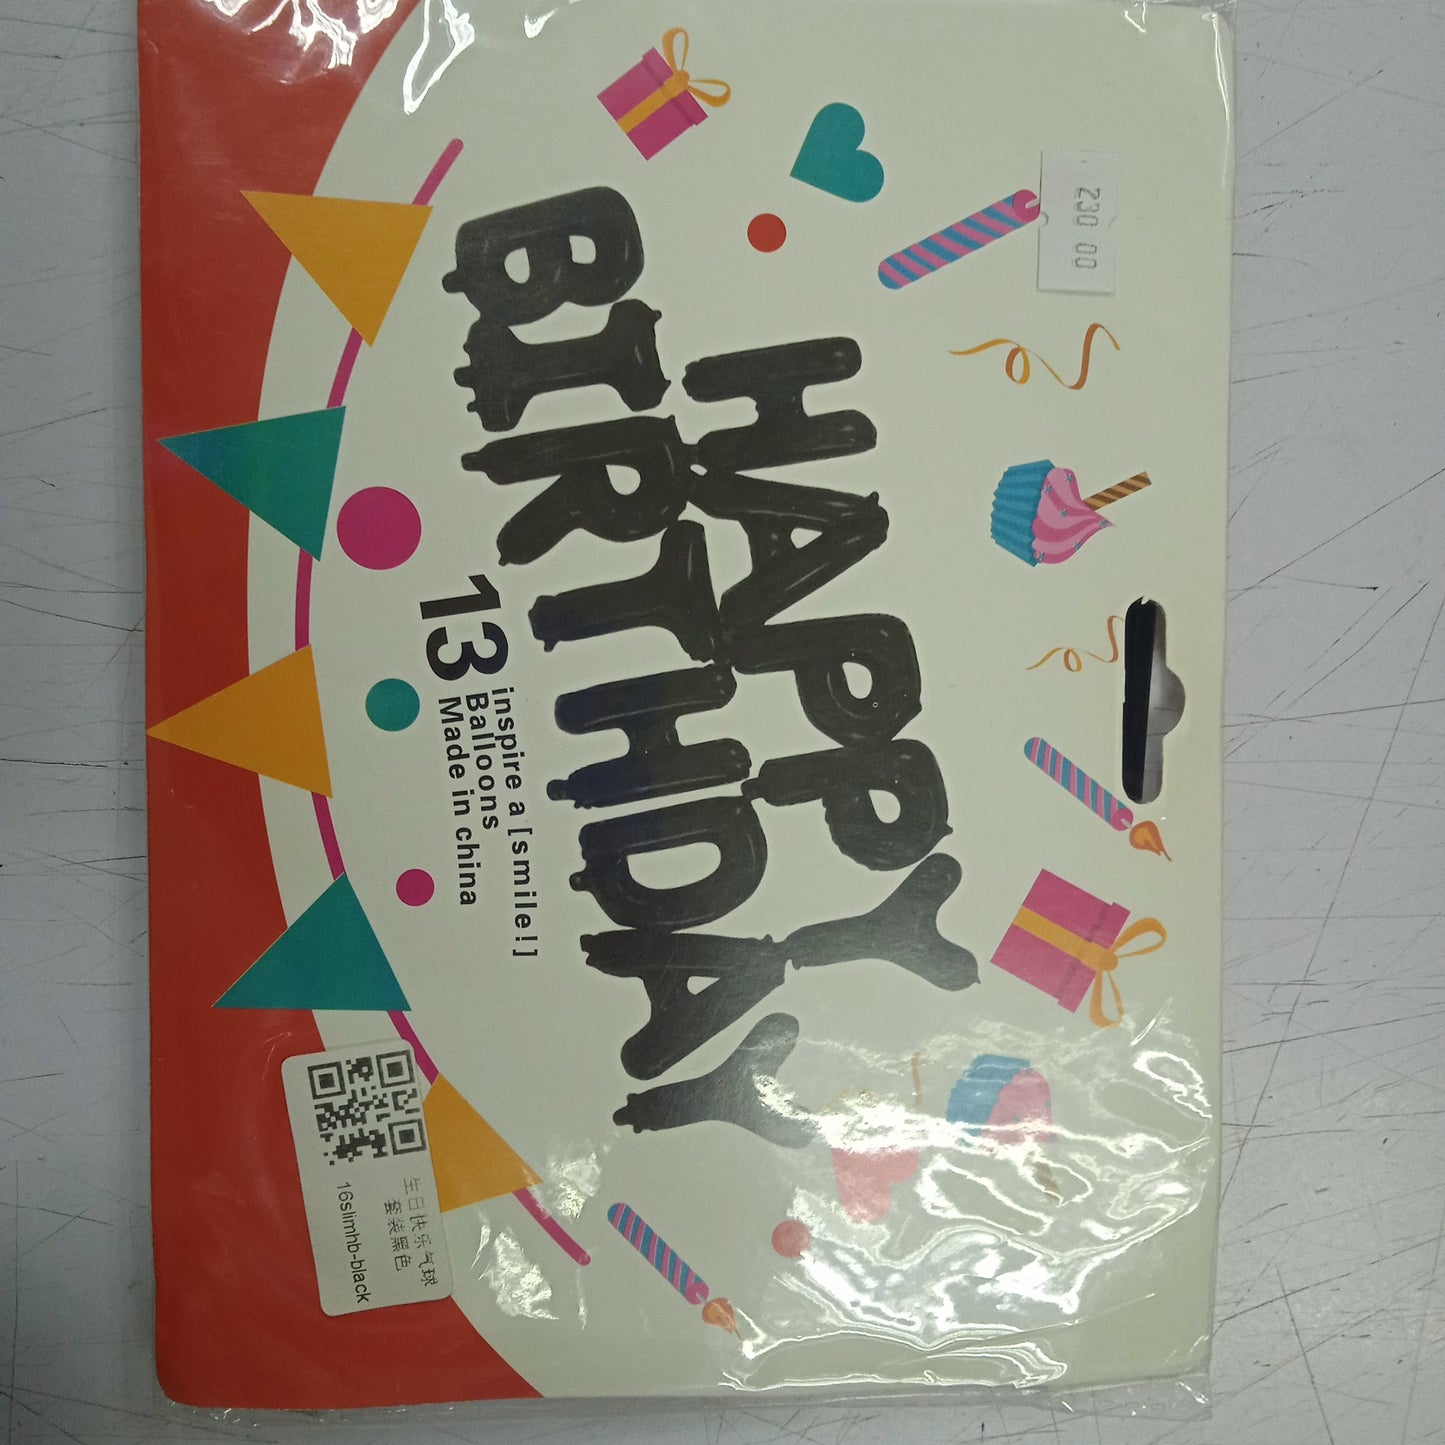 230.00
HAPPY
BIRTHDAY
13
inspire a [smile!]
Balloons
Made in china
生日快乐气球
套装黑色
16slimhb-black